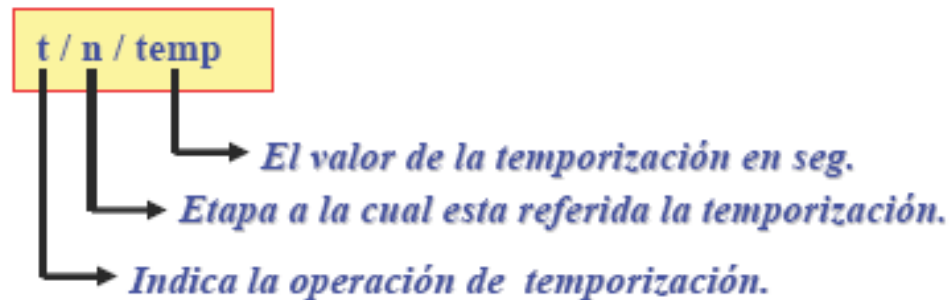 t / n / temp
El valor de la temporización en seg.
Etapa a la cual esta referida la temporización.
Indica la operación de temporización.